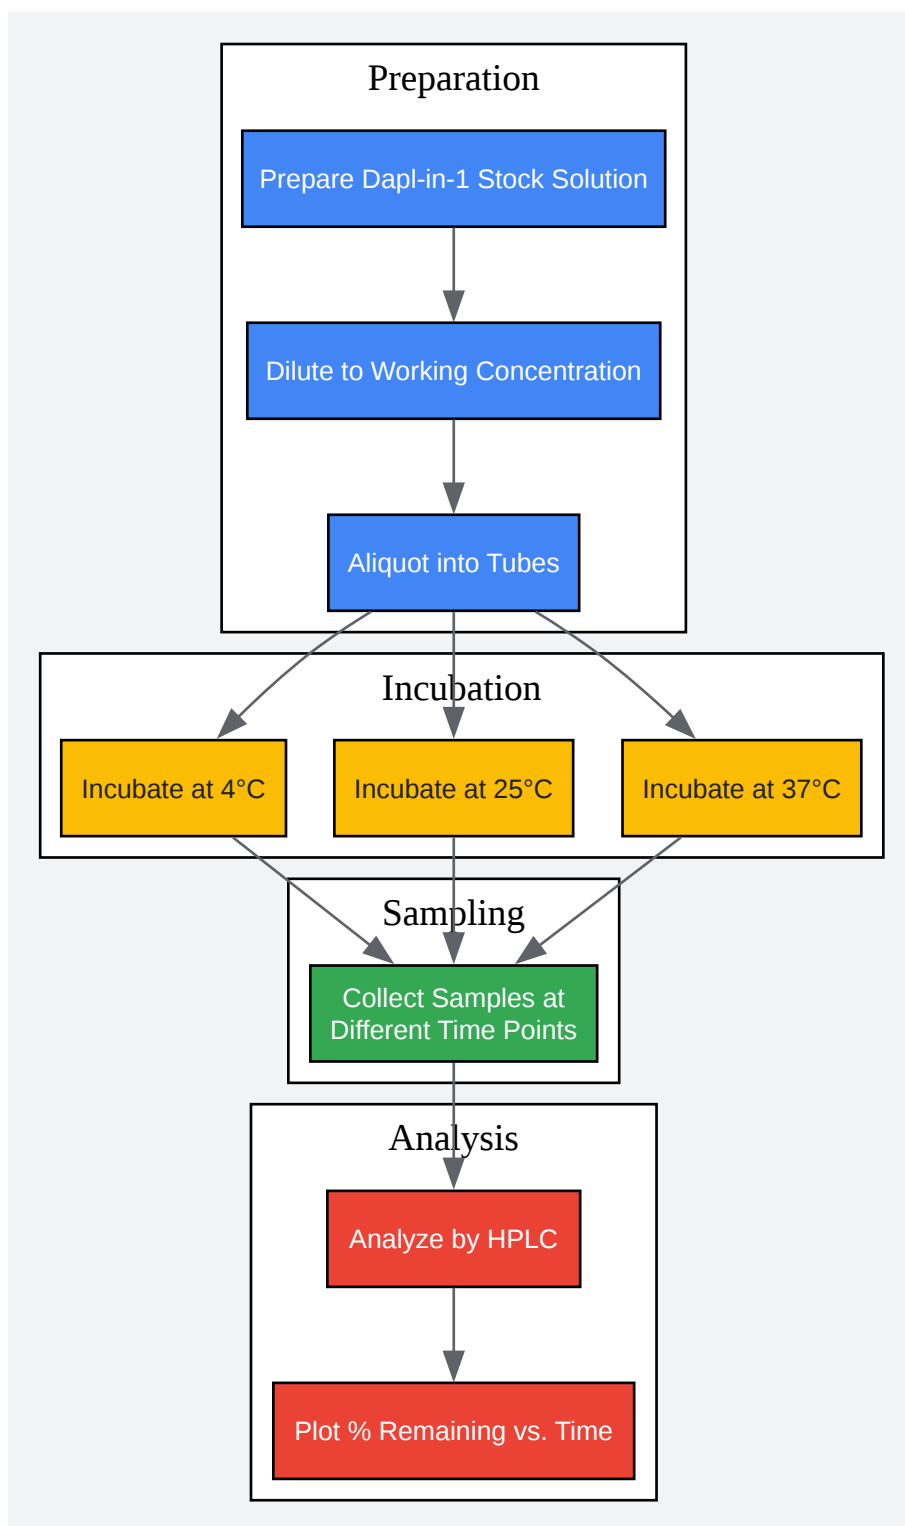 Preparation
Prepare Dapl-in-1 Stock Solution
Dilute to Working Concentration
Aliquot into Tubes
Incubation
Incubate at 4°C
Incubate at 25°C
Incubate at 37°C
Sampling
Collect Samples at
Different Time Points
Analysis
Analyze by HPLC
Plot % Remaining vs. Time